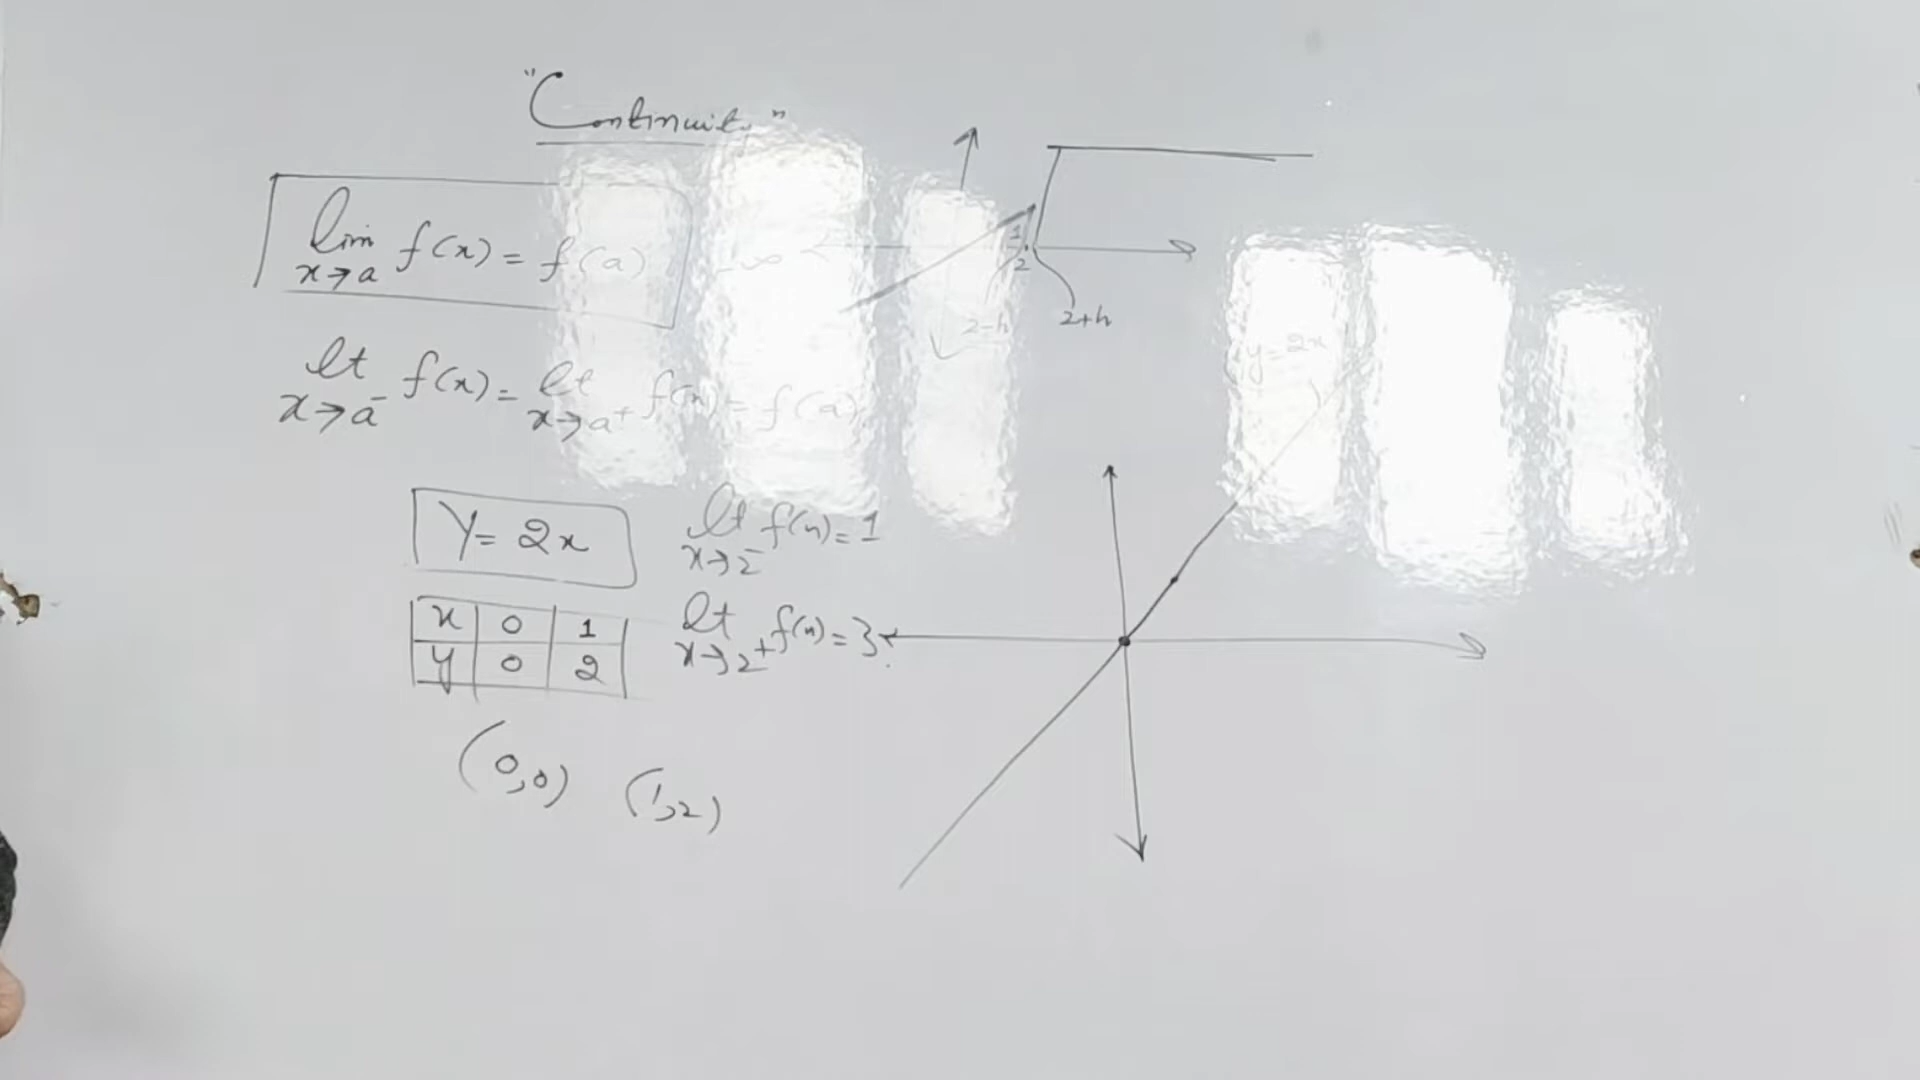 "Continuity"
lim f(x) = f(a)
x→a
lt f(x) = lt f(x) = f(a)
x→a⁻ x→a⁺
1
2
2-h
2+h
y=2x
Y= 2x
lt f(x) = 1
x→2⁻
x 0 1
y 0 2
lt f(x) = 3
x→2+
(0,0) (1,2)